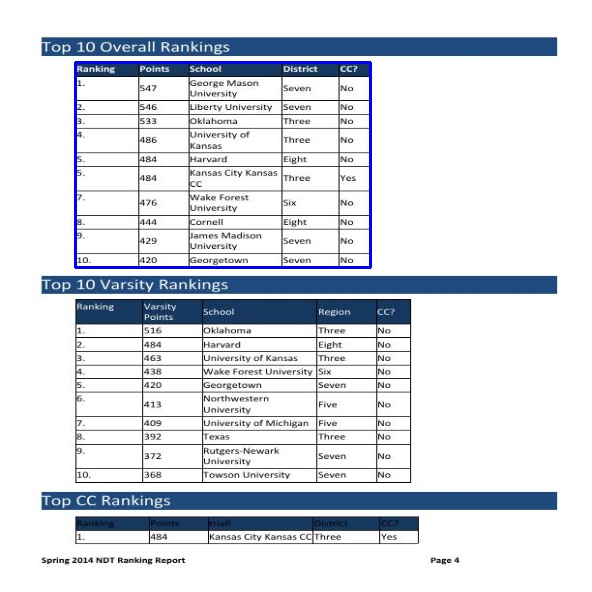 Top 10 Overall Rankings
Ranking Points School District CC?
1. 547 George Mason University Seven No
2. 546 Liberty University Seven No
3. 533 Oklahoma Three No
4. 486 University of Kansas Three No
5. 484 Harvard Eight No
5. 484 Kansas City Kansas CC Three Yes
7. 476 Wake Forest University Six No
8. 444 Cornell Eight No
9. 429 James Madison University Seven No
10. 420 Georgetown Seven No
Top 10 Varsity Rankings
Ranking Varsity Points School Region CC?
1. 516 Oklahoma Three No
2. 484 Harvard Eight No
3. 463 University of Kansas Three No
4. 438 Wake Forest University Six No
5. 420 Georgetown Seven No
6. 413 Northwestern University Five No
7. 409 University of Michigan Five No
8. 392 Texas Three No
9. 372 Rutgers-Newark University Seven No
10. 368 Towson University Seven No
Top CC Rankings
Ranking Points triall District CC?
1. 484 Kansas City Kansas CC Three Yes
Spring 2014 NDT Ranking Report Page 4